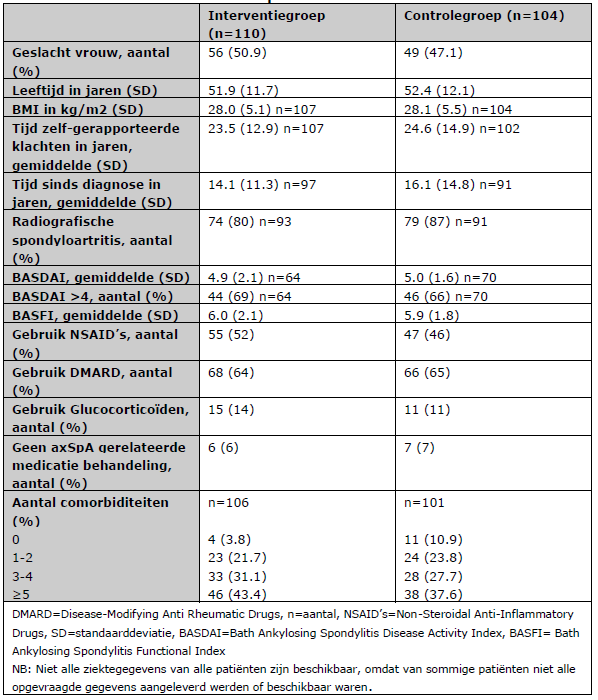 Interventiegroep Controlegroep (n=104)
(n=110)
Geslacht vrouw, aantal 56 (50.9) 49 (47.1)
(%)
Leeftijd in jaren (SD) 51.9 (11.7) 52.4 (12.1)
BMI in kg/m2 (SD) 28.0 (5.1) n=107 28.1 (5.5) n=104
Tijd zelf-gerapporteerde 23.5 (12.9) n=107 24.6 (14.9) n=102
klachten in jaren,
gemiddelde (SD)
Tijd sinds diagnose in 14.1 (11.3) n=97 16.1 (14.8) n=91
jaren, gemiddelde (SD)
Radiografische 74 (80) n=93 79 (87) n=91
spondyloartritis, aantal
(%)
BASDAI, gemiddelde (SD) 4.9 (2.1) n=64 5.0 (1.6) n=70
BASDAI >4, aantal (%) 44 (69) n=64 46 (66) n=70
BASFI, gemiddelde (SD) 6.0 (2.1) 5.9 (1.8)
Gebruik NSAID's, aantal 55 (52) 47 (46)
(%)
Gebruik DMARD, aantal 68 (64) 66 (65)
(%)
Gebruik Glucocorticoïden, 15 (14) 11 (11)
aantal (%)
Geen axSpA gerelateerde 6 (6) 7 (7)
medicatie behandeling,
aantal (%)
Aantal comorbiditeiten n=106 n=101
(%)
0 4 (3.8) 11 (10.9)
1-2 23 (21.7) 24 (23.8)
3-4 33 (31.1) 28 (27.7)
≥5 46 (43.4) 38 (37.6)
DMARD=Disease-Modifying Anti Rheumatic Drugs, n=aantal, NSAID's=Non-Steroidal Anti-Inflammatory
Drugs, SD=standaarddeviatie, BASDAI=Bath Ankylosing Spondylitis Disease Activity Index, BASFI= Bath
Ankylosing Spondylitis Functional Index
NB: Niet alle ziektegegevens van alle patiënten zijn beschikbaar, omdat van sommige patiënten niet alle
opgevraagde gegevens aangeleverd werden of beschikbaar waren.